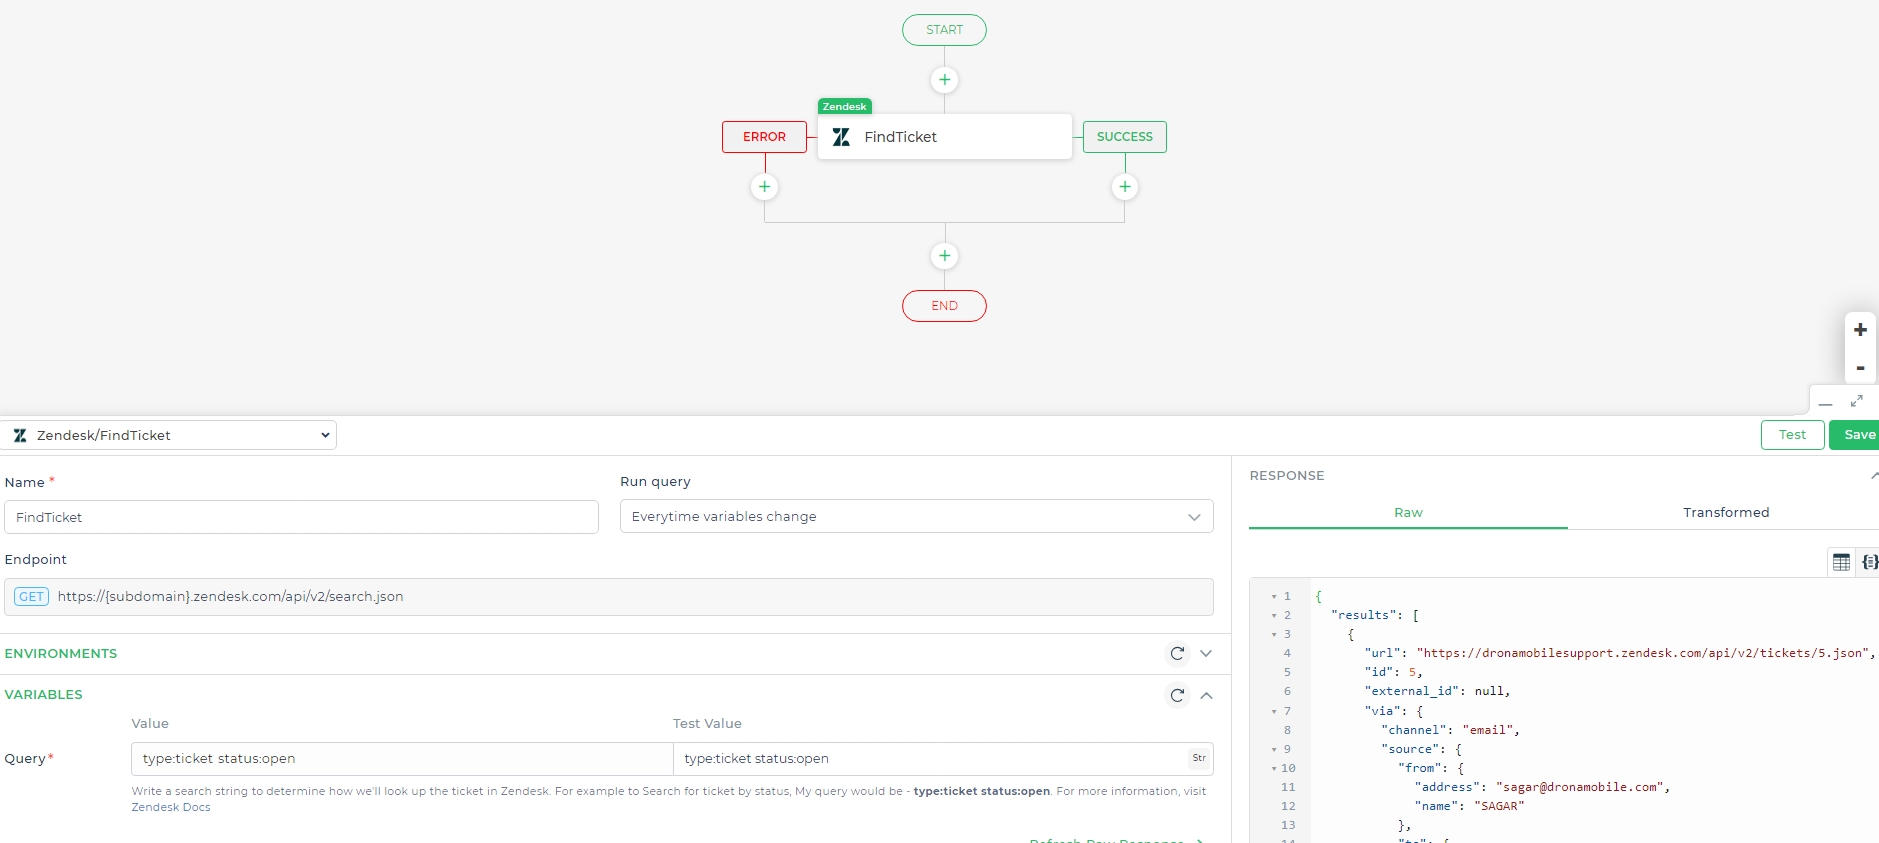 START
+
Zendesk
ERROR
FindTicket
SUCCESS
+
+
+
END
+
-
Zendesk/FindTicket
Test
Save
Name *
Run query
RESPONSE
FindTicket
Everytime variables change
Raw
Transformed
Endpoint
GET https://{subdomain}.zendesk.com/api/v2/search.json
ENVIRONMENTS
VARIABLES
Value
Test Value
Query*
type:ticket status:open
type:ticket status:open
Str
Write a search string to determine how we'll look up the ticket in Zendesk. For example to Search for ticket by status, My query would be - type:ticket status:open. For more information, visit
Zendesk Docs
Refresh Raw Response
1 {
2 "results": [
3 {
4 "url": "https://dronamobilesupport.zendesk.com/api/v2/tickets/5.json",
5 "id": 5,
6 "external_id": null,
7 "via": {
8 "channel": "email",
9 "source": {
10 "from": {
11 "address": "sagar@dronamobile.com",
12 "name": "SAGAR"
13 },
14 "to": {